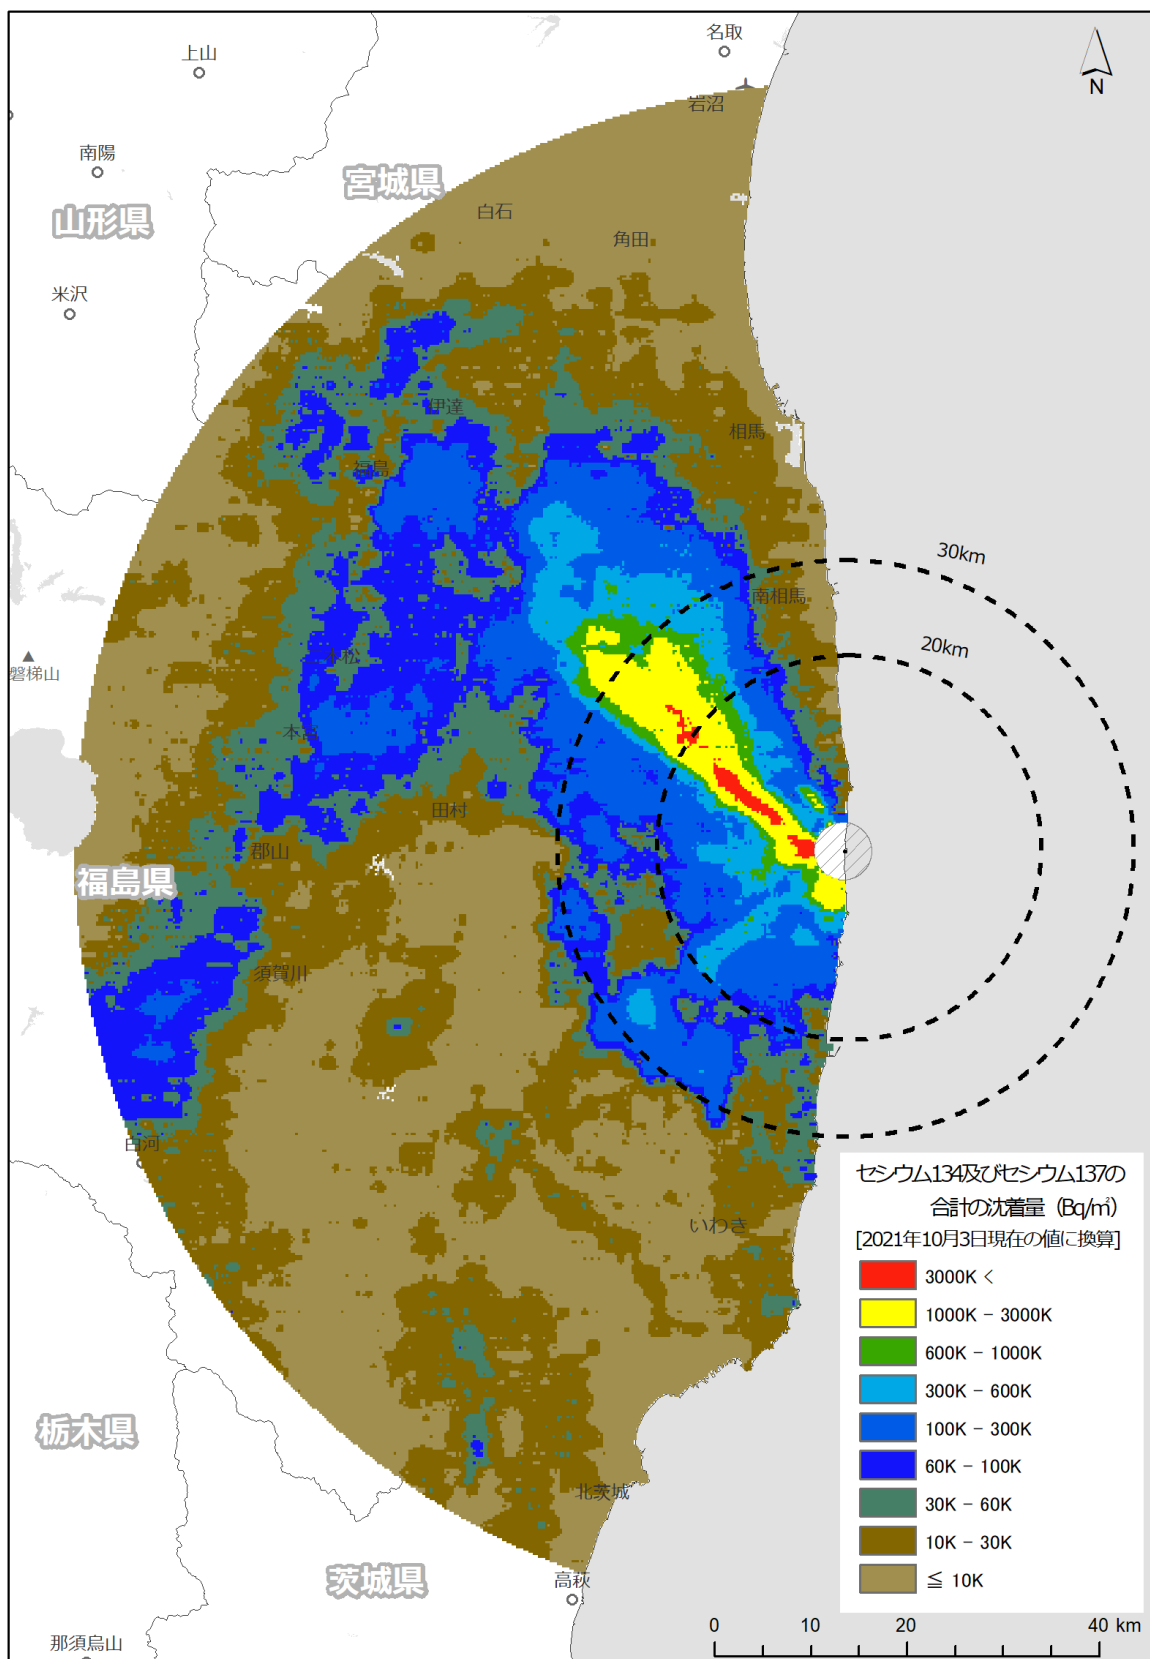 名取
上山
N
岩沼
南陽
宮城県
白石
山形県
角田
米沢
伊達
相馬
福島
30km
南相馬
20km
二本松
磐梯山
本宮
田村
郡山
福島県
須賀川
白河
セシウム134及びセシウム137の
合計の沈着量（Bq/㎡）
[2021年10月3日現在の値に換算]
いわき
3000K <
1000K - 3000K
600K - 1000K
300K - 600K
100K - 300K
栃木県
60K - 100K
30K - 60K
北茨城
10K - 30K
茨城県
高萩
≦ 10K
0 10 20 40 km
那須烏山